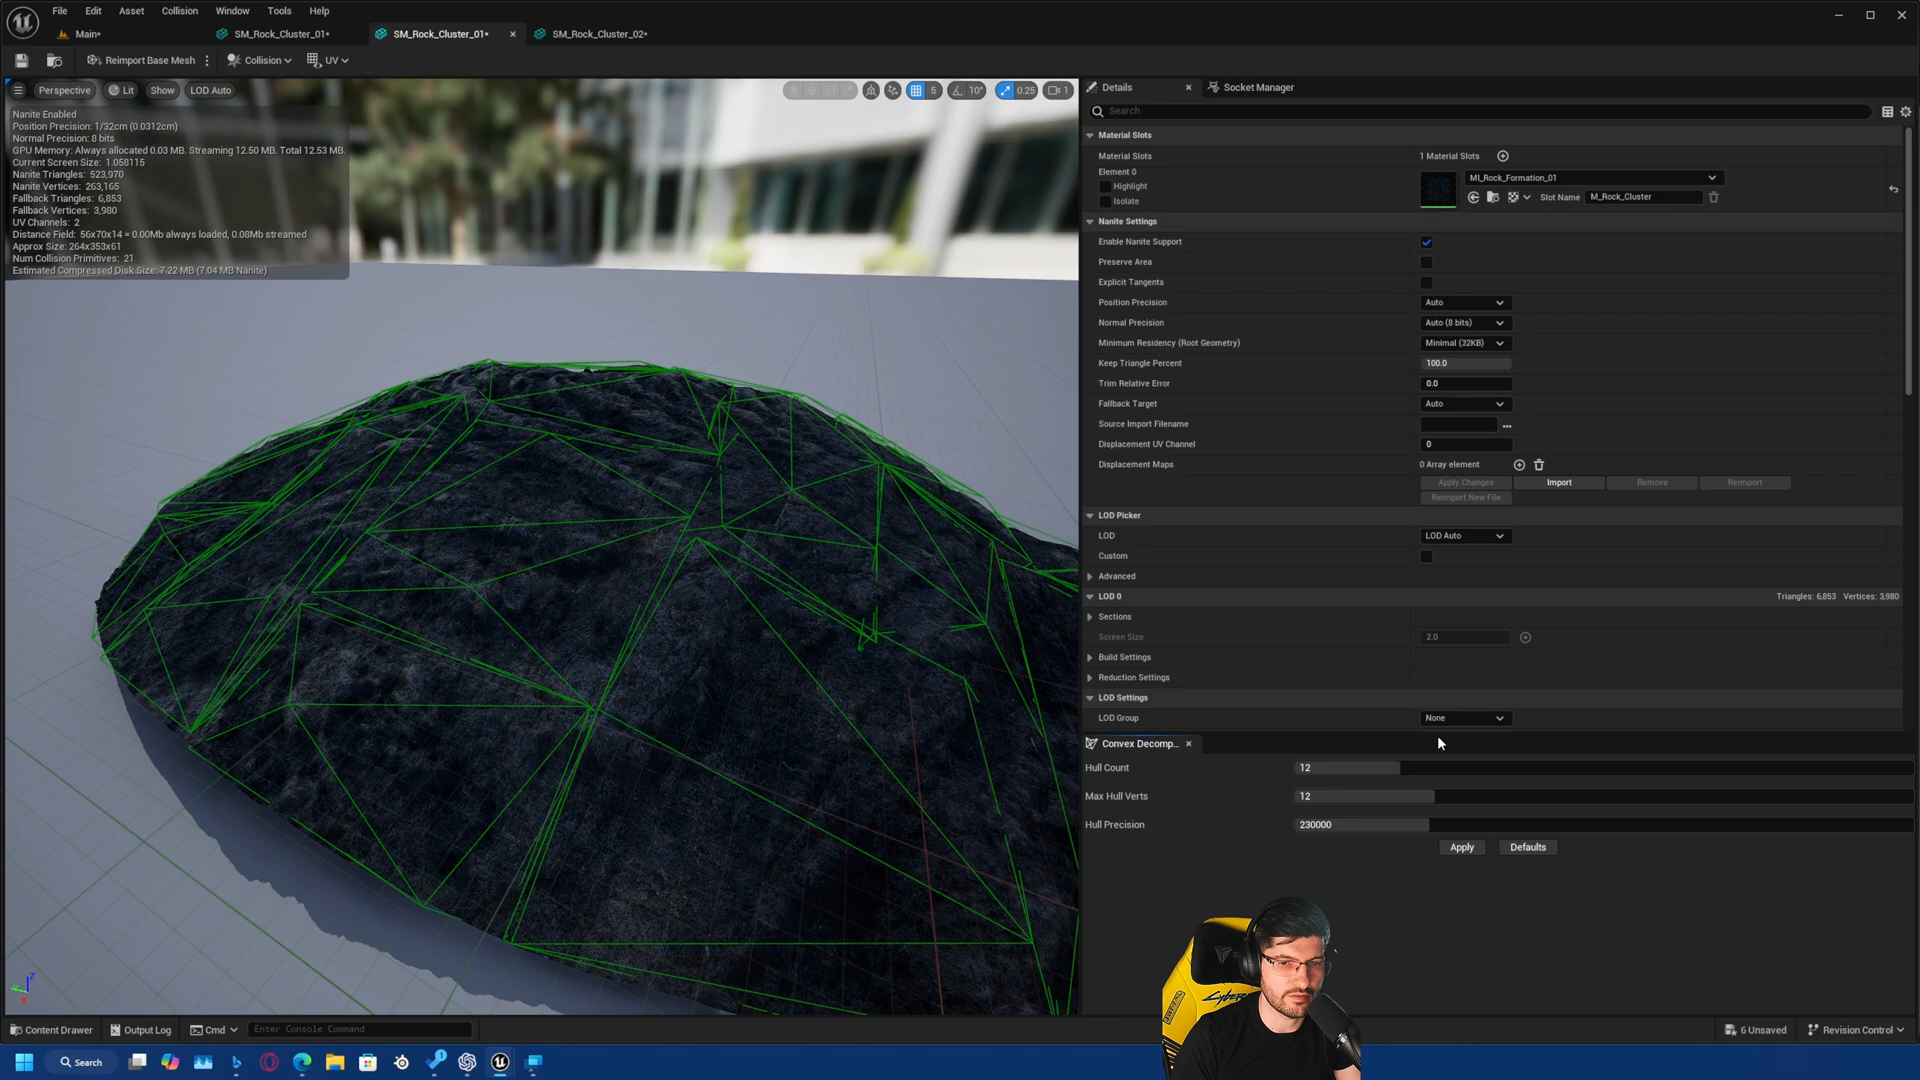 File Edit Asset Collision Window Tools Help
Main* SM_Rock_Cluster_01* SM_Rock_Cluster_01* SM_Rock_Cluster_02*
Reimport Base Mesh Collision UV
Perspective Lit Show LOD Auto 5 10° 0.25 1
Nanite Enabled
Position Precision: 1/32cm (0.0312cm)
Normal Precision: 8 bits
GPU Memory: Always allocated 0.03 MB. Streaming 12.50 MB. Total 12.53 MB.
Current Screen Size: 1.058115
Nanite Triangles: 523,970
Nanite Vertices: 263,165
Fallback Triangles: 6,853
Fallback Vertices: 3,980
UV Channels: 2
Distance Field: 56x70x14 = 0.00Mb always loaded, 0.08Mb streamed
Approx Size: 264x353x61
Num Collision Primitives: 21
Estimated Compressed Disk Size: 7.22 MB (7.04 MB Nanite)
Details Socket Manager
Search
Material Slots
Material Slots 1 Material Slots
Element 0
Highlight
Isolate
MI_Rock_Formation_01
Slot Name M_Rock_Cluster
Nanite Settings
Enable Nanite Support
Preserve Area
Explicit Tangents
Position Precision Auto
Normal Precision Auto (8 bits)
Minimum Residency (Root Geometry) Minimal (32KB)
Keep Triangle Percent 100.0
Trim Relative Error 0.0
Fallback Target Auto
Source Import Filename ...
Displacement UV Channel 0
Displacement Maps 0 Array element
Apply Changes Import Remove Reimport
Reimport New File
LOD Picker
LOD LOD Auto
Custom
Advanced
LOD 0 Triangles: 6,853 Vertices: 3,980
Sections
Screen Size 2.0
Build Settings
Reduction Settings
LOD Settings
LOD Group None
Convex Decomp...
Hull Count 12
Max Hull Verts 12
Hull Precision 230000
Apply Defaults
Content Drawer Output Log Cmd Enter Console Command 6 Unsaved Revision Control
Search